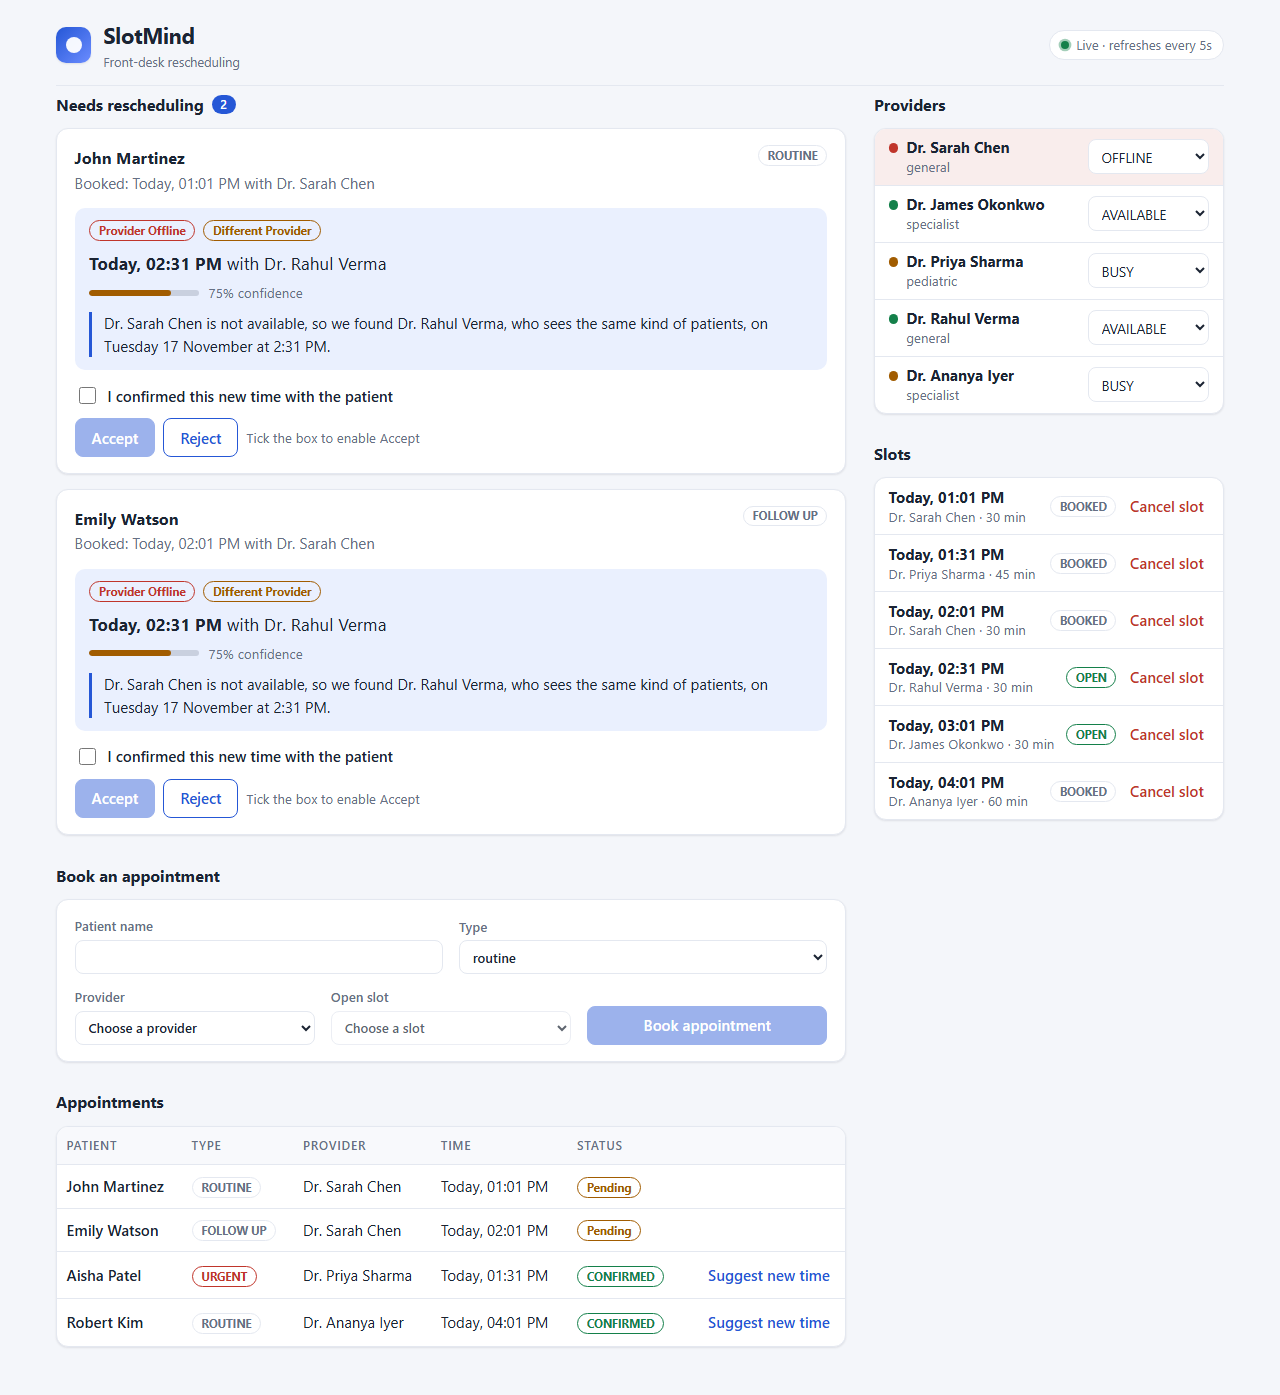 SlotMind
Front-desk rescheduling
Live · refreshes every 5s
Needs rescheduling 2
John Martinez
ROUTINE
Booked: Today, 01:01 PM with Dr. Sarah Chen
Provider Offline Different Provider
Today, 02:31 PM with Dr. Rahul Verma
75% confidence
Dr. Sarah Chen is not available, so we found Dr. Rahul Verma, who sees the same kind of patients, on
Tuesday 17 November at 2:31 PM.
I confirmed this new time with the patient
Accept Reject Tick the box to enable Accept
Emily Watson
FOLLOW UP
Booked: Today, 02:01 PM with Dr. Sarah Chen
Provider Offline Different Provider
Today, 02:31 PM with Dr. Rahul Verma
75% confidence
Dr. Sarah Chen is not available, so we found Dr. Rahul Verma, who sees the same kind of patients, on
Tuesday 17 November at 2:31 PM.
I confirmed this new time with the patient
Accept Reject Tick the box to enable Accept
Book an appointment
Patient name
Type
routine
Provider
Choose a provider
Open slot
Choose a slot
Book appointment
Appointments
PATIENT TYPE PROVIDER TIME STATUS
John Martinez ROUTINE Dr. Sarah Chen Today, 01:01 PM Pending
Emily Watson FOLLOW UP Dr. Sarah Chen Today, 02:01 PM Pending
Aisha Patel URGENT Dr. Priya Sharma Today, 01:31 PM CONFIRMED Suggest new time
Robert Kim ROUTINE Dr. Ananya Iyer Today, 04:01 PM CONFIRMED Suggest new time
Providers
Dr. Sarah Chen
general
OFFLINE
Dr. James Okonkwo
specialist
AVAILABLE
Dr. Priya Sharma
pediatric
BUSY
Dr. Rahul Verma
general
AVAILABLE
Dr. Ananya Iyer
specialist
BUSY
Slots
Today, 01:01 PM
Dr. Sarah Chen · 30 min
BOOKED Cancel slot
Today, 01:31 PM
Dr. Priya Sharma · 45 min
BOOKED Cancel slot
Today, 02:01 PM
Dr. Sarah Chen · 30 min
BOOKED Cancel slot
Today, 02:31 PM
Dr. Rahul Verma · 30 min
OPEN Cancel slot
Today, 03:01 PM
Dr. James Okonkwo · 30 min
OPEN Cancel slot
Today, 04:01 PM
Dr. Ananya Iyer · 60 min
BOOKED Cancel slot